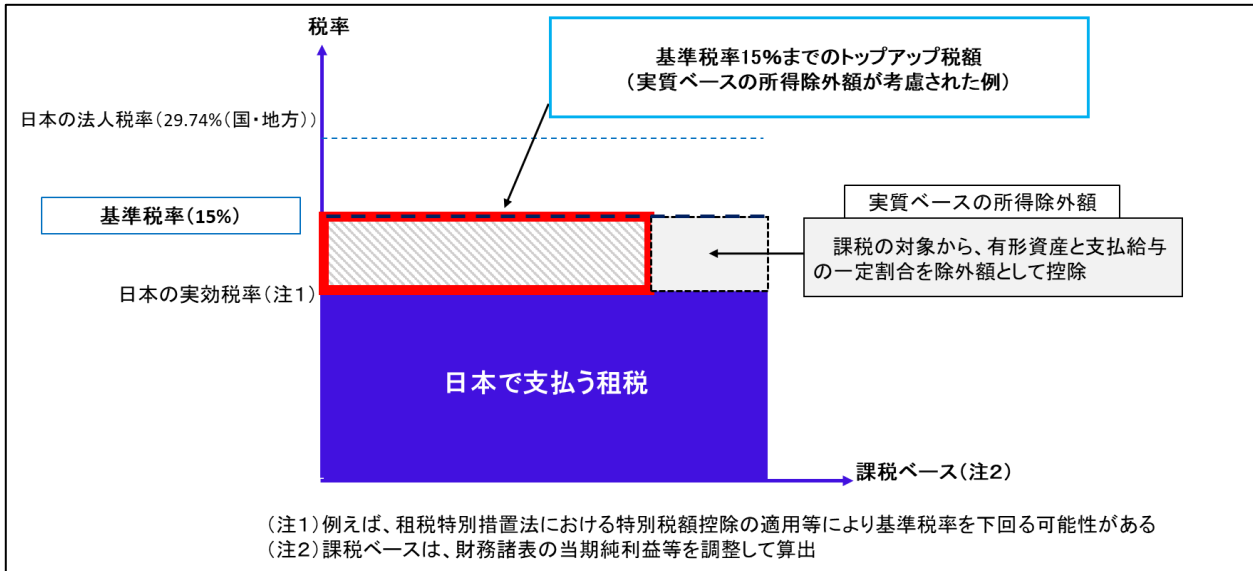 税率
基準税率15%までのトップアップ税額
(実質ベースの所得除外額が考慮された例)
日本の法人税率(29.74%(国・地方))
基準税率(15%)
実質ベースの所得除外額
課税の対象から、有形資産と支払給与
の一定割合を除外額として控除
日本の実効税率(注1)
日本で支払う租税
課税ベース(注2)
(注1)例えば、租税特別措置法における特別税額控除の適用等により基準税率を下回る可能性がある
(注2)課税ベースは、財務諸表の当期純利益等を調整して算出